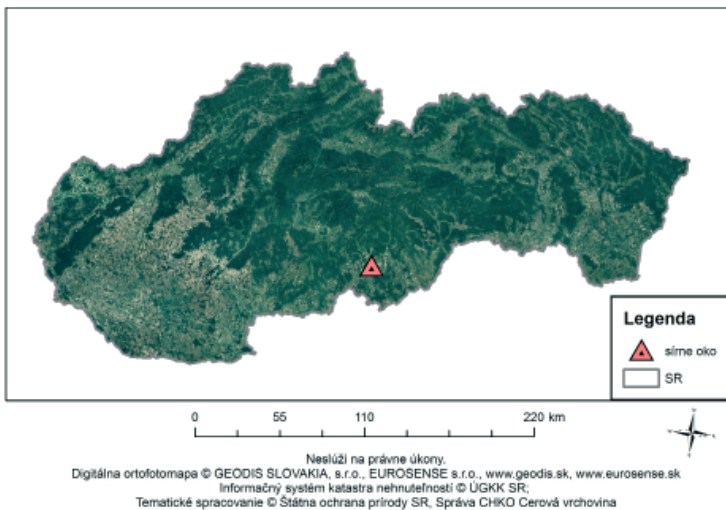 Legenda
sírne oko
SR
0 55 110 220 km
Neslúži na právne úkony.
Digitálna ortofotomapa © GEODIS SLOVAKIA, s.r.o., EUROSENSE s.r.o., www.geodis.sk, www.eurosense.sk
Informačný systém katastra nehnuteľností © ÚGKK SR;
Tematické spracovanie © Štátna ochrana prírody SR, Správa CHKO Cerová vrchovina